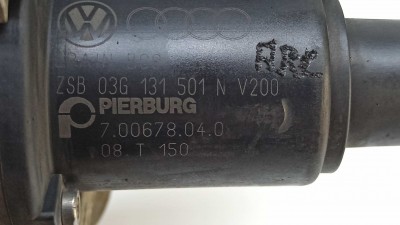 ZSB 03G 131 501 N V200
PIERBURG
7.00678.04.0
08 T 150